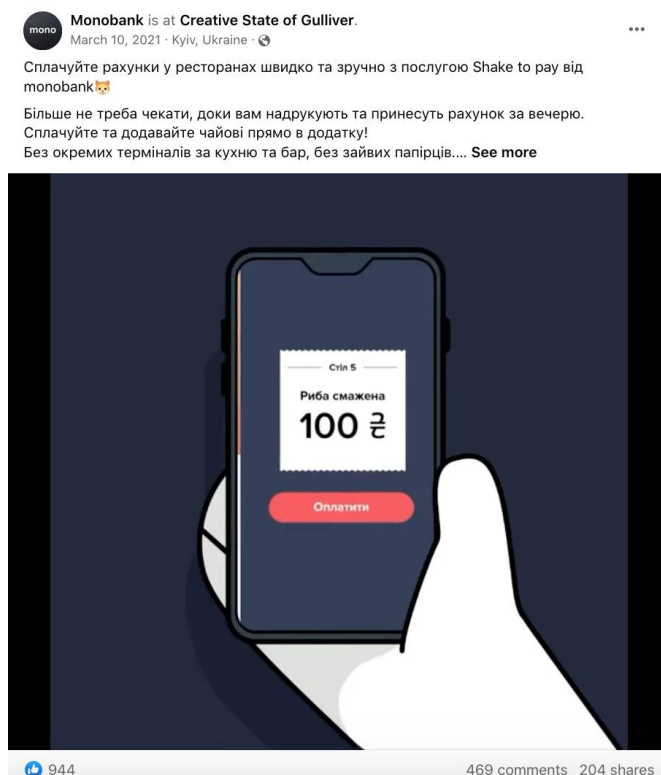 mono
Monobank is at Creative State of Gulliver.
March 10, 2021 · Kyiv, Ukraine ·
Сплачуйте рахунки у ресторанах швидко та зручно з послугою Shake to pay від
monobank🐱
Більше не треба чекати, доки вам надрукують та принесуть рахунок за вечерю.
Сплачуйте та додавайте чайові прямо в додатку!
Без окремих терміналів за кухню та бар, без зайвих папірців.... See more
Стіл 5
Риба смажена
100 ₴
Оплатити
944
469 comments 204 shares